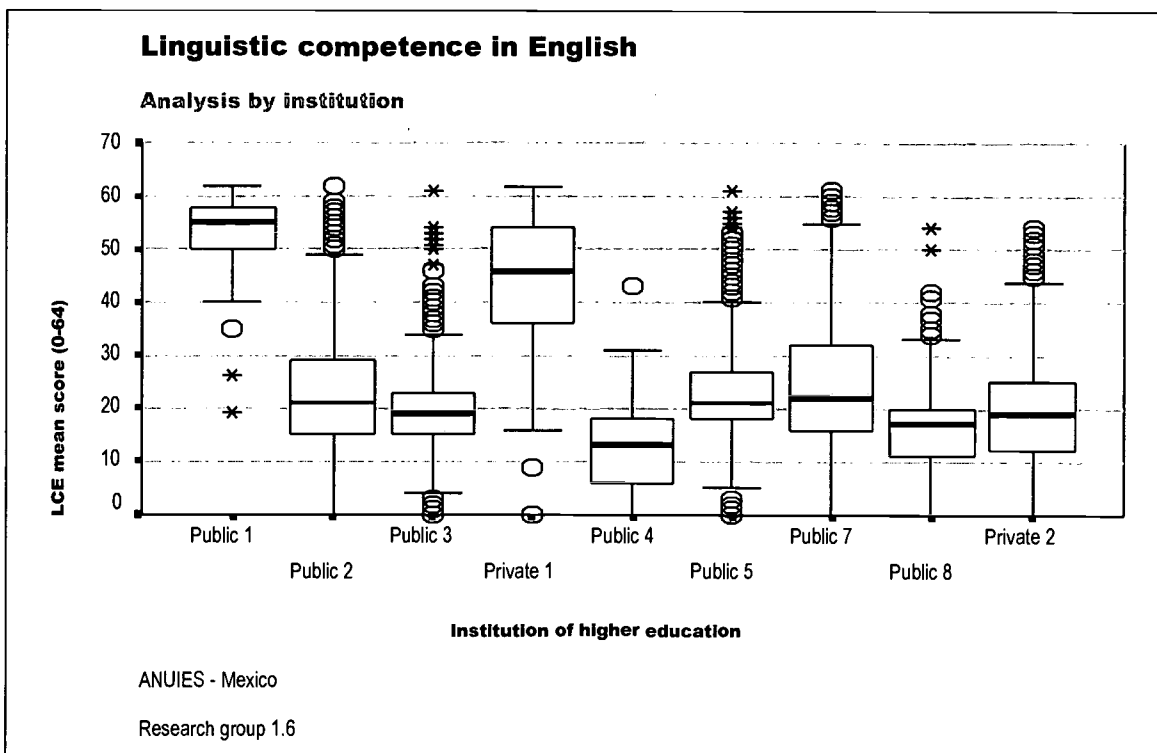 Linguistic competence in English
Analysis by institution
LCE mean score (0-64)
70
60
50
40
30
20
10
0
Public 1
Public 2
Public 3
Private 1
Public 4
Public 5
Public 7
Public 8
Private 2
Institution of higher education
ANUIES - Mexico
Research group 1.6